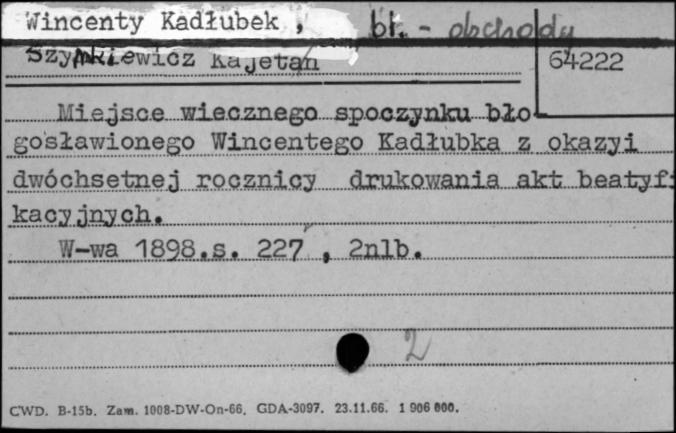 Wincenty Kadłubek, bł. - obchody
Szymkiewicz Kajetan 64222
Miejsce wiecznego spoczynku bło-
gosławionego Wincentego Kadłubka z okazyi
dwóchsetnej rocznicy drukowania akt beatyfi
kacyjnych.
W-wa 1898.s. 227 , 2nlb.
2
CWD. B-15b. Zam. 1008-DW-On-66. GDA-3097. 23.11.66. 1 906 000.